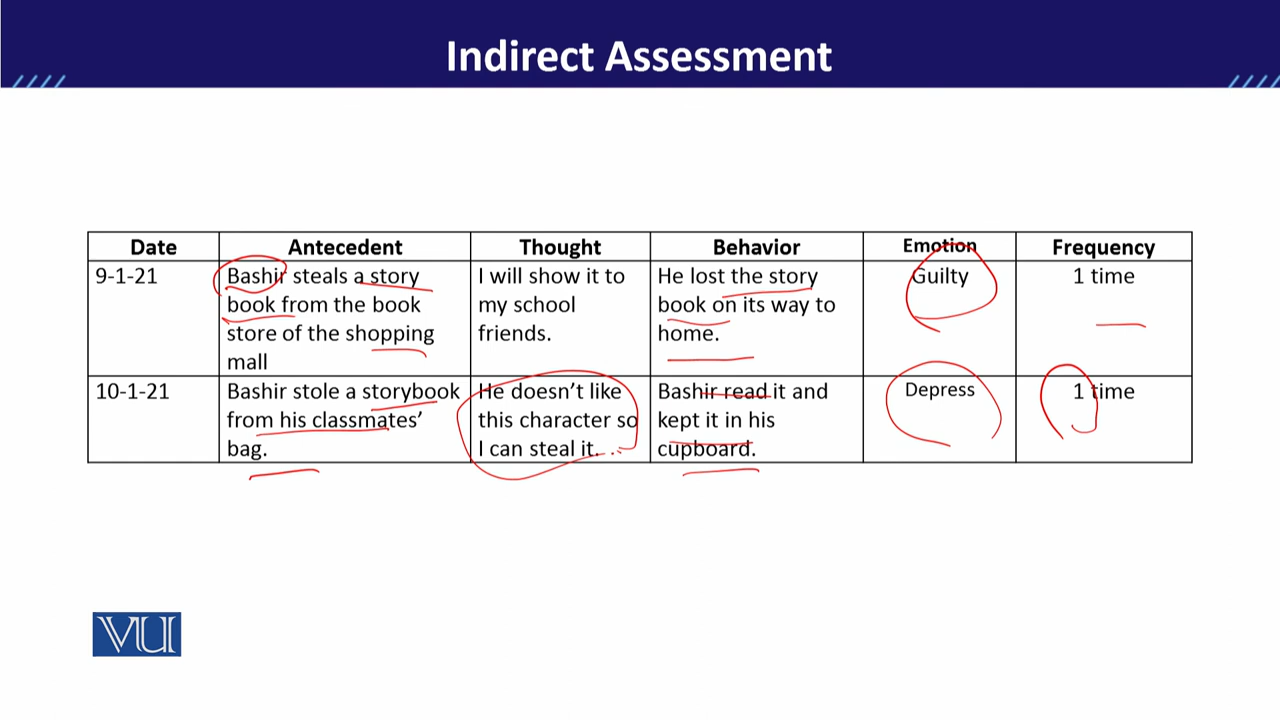 Indirect Assessment
Date Antecedent Thought Behavior Emotion Frequency
9-1-21 Bashir steals a story I will show it to He lost the story Guilty 1 time
book from the book my school book on its way to
store of the shopping friends. home.
mall
10-1-21 Bashir stole a storybook He doesn't like Bashir read it and Depress 1 time
from his classmates' this character so kept it in his
bag. I can steal it. cupboard.
VU